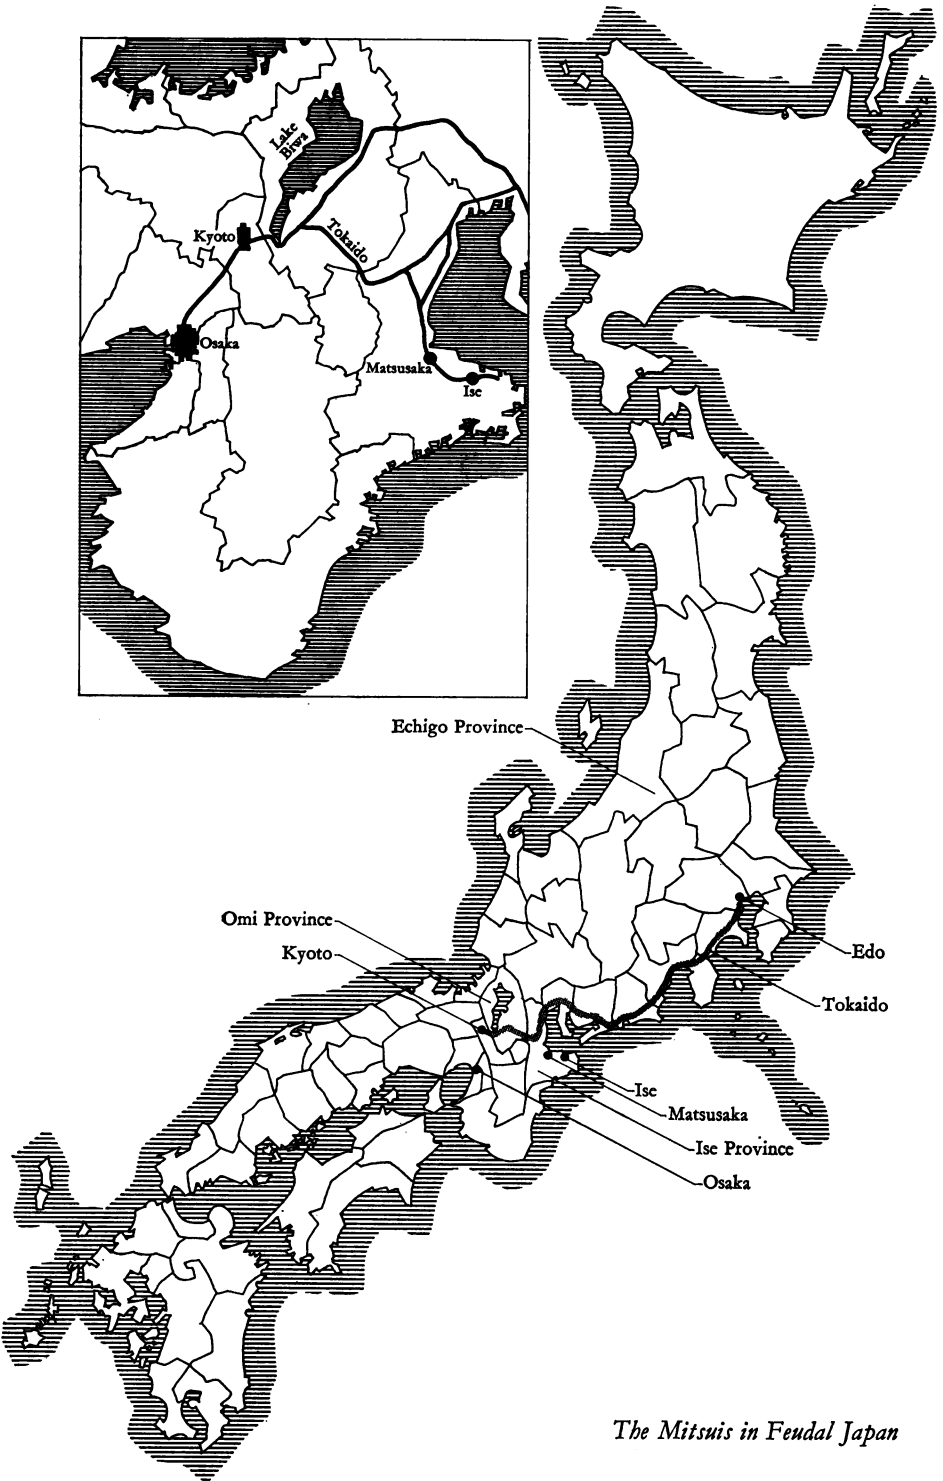 Lake
Biwa
Kyoto
Tokaido
Osaka
Matsusaka
Ise
Echigo Province
Omi Province
Kyoto
Edo
Tokaido
Ise
Matsusaka
Ise Province
Osaka
The Mitsuis in Feudal Japan